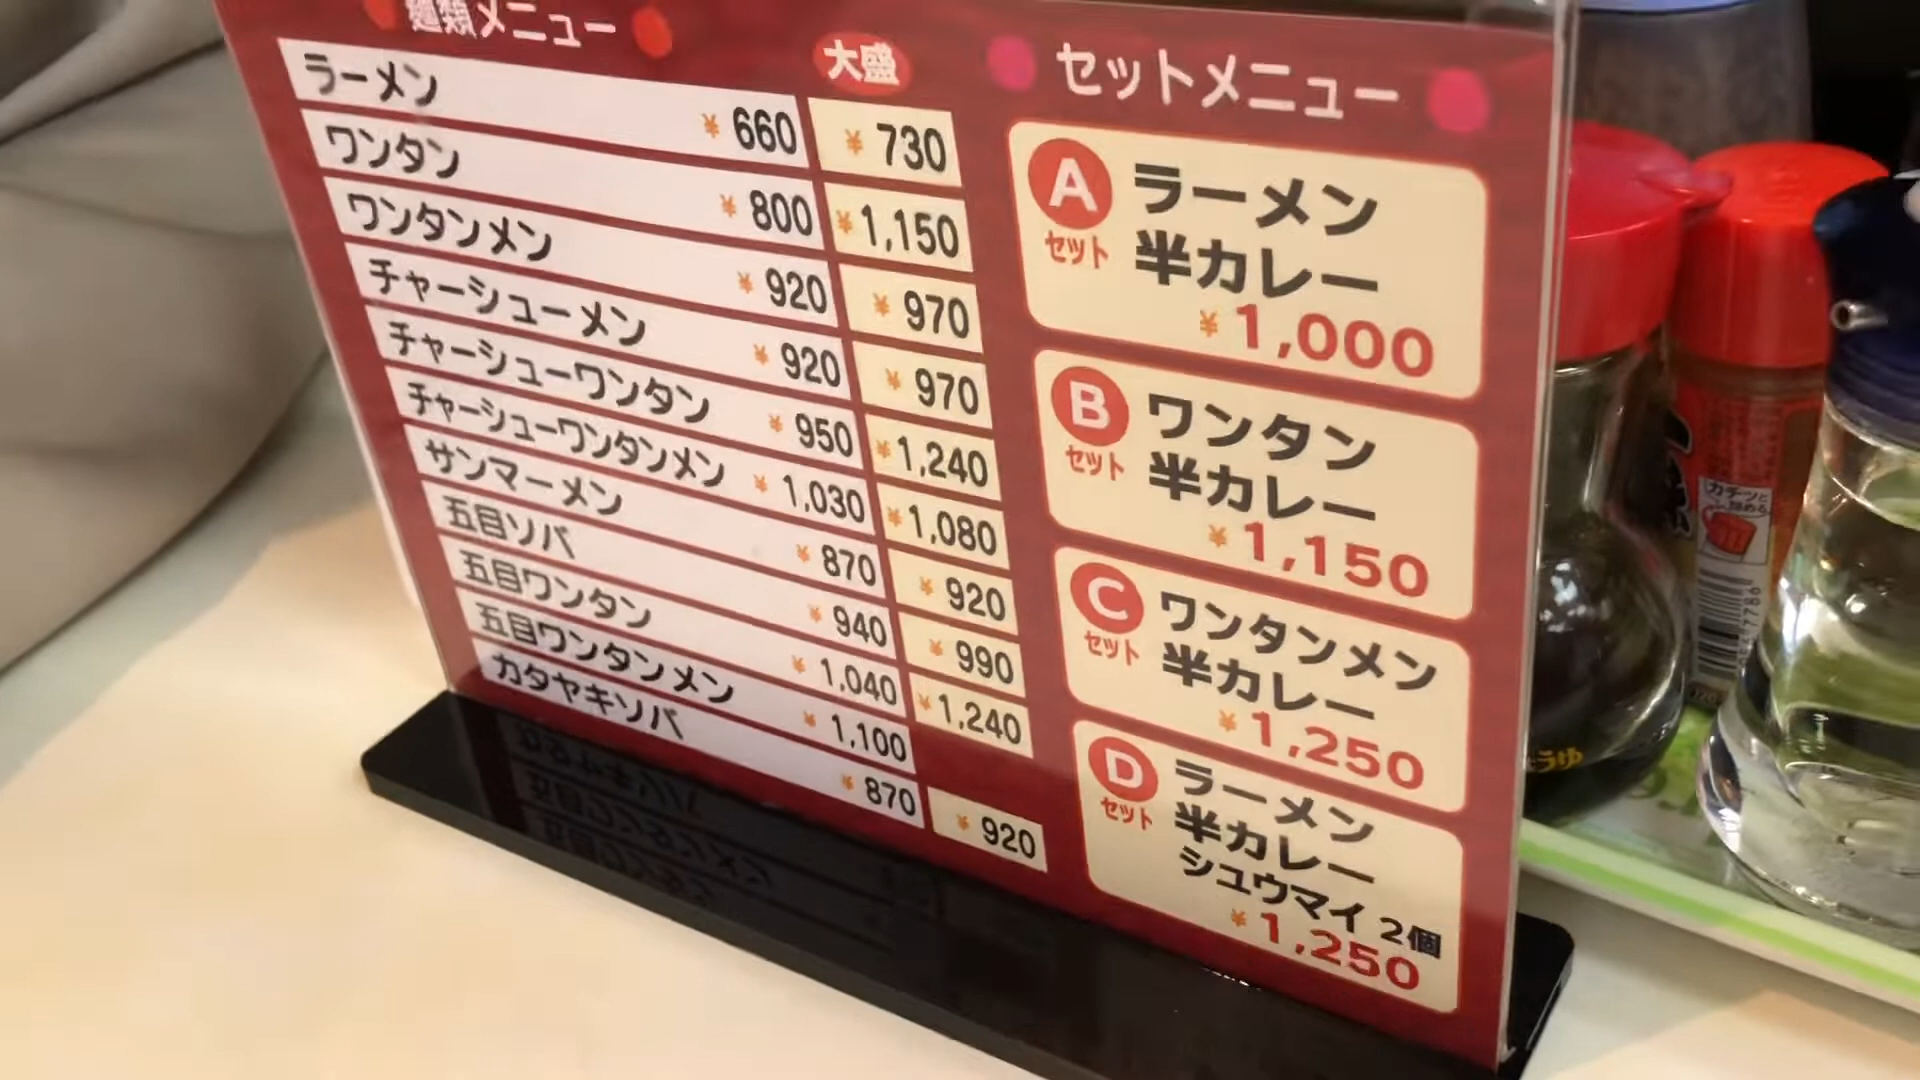 麺類メニュー 大盛
ラーメン ¥660 ¥730
ワンタン ¥800 ¥1,150
ワンタンメン ¥920 ¥970
チャーシューメン ¥920 ¥970
チャーシューワンタン ¥950 ¥1,240
チャーシューワンタンメン ¥1,030 ¥1,080
サンマーメン ¥870 ¥920
五目ソバ ¥940 ¥990
五目ワンタン ¥1,040 ¥1,240
五目ワンタンメン ¥1,100
カタヤキソバ ¥870 ¥920
セットメニュー
A セット
ラーメン
半カレー
¥1,000
B セット
ワンタン
半カレー
¥1,150
C セット
ワンタンメン
半カレー
¥1,250
D セット
ラーメン
半カレー
シュウマイ 2個
¥1,250
カチッと